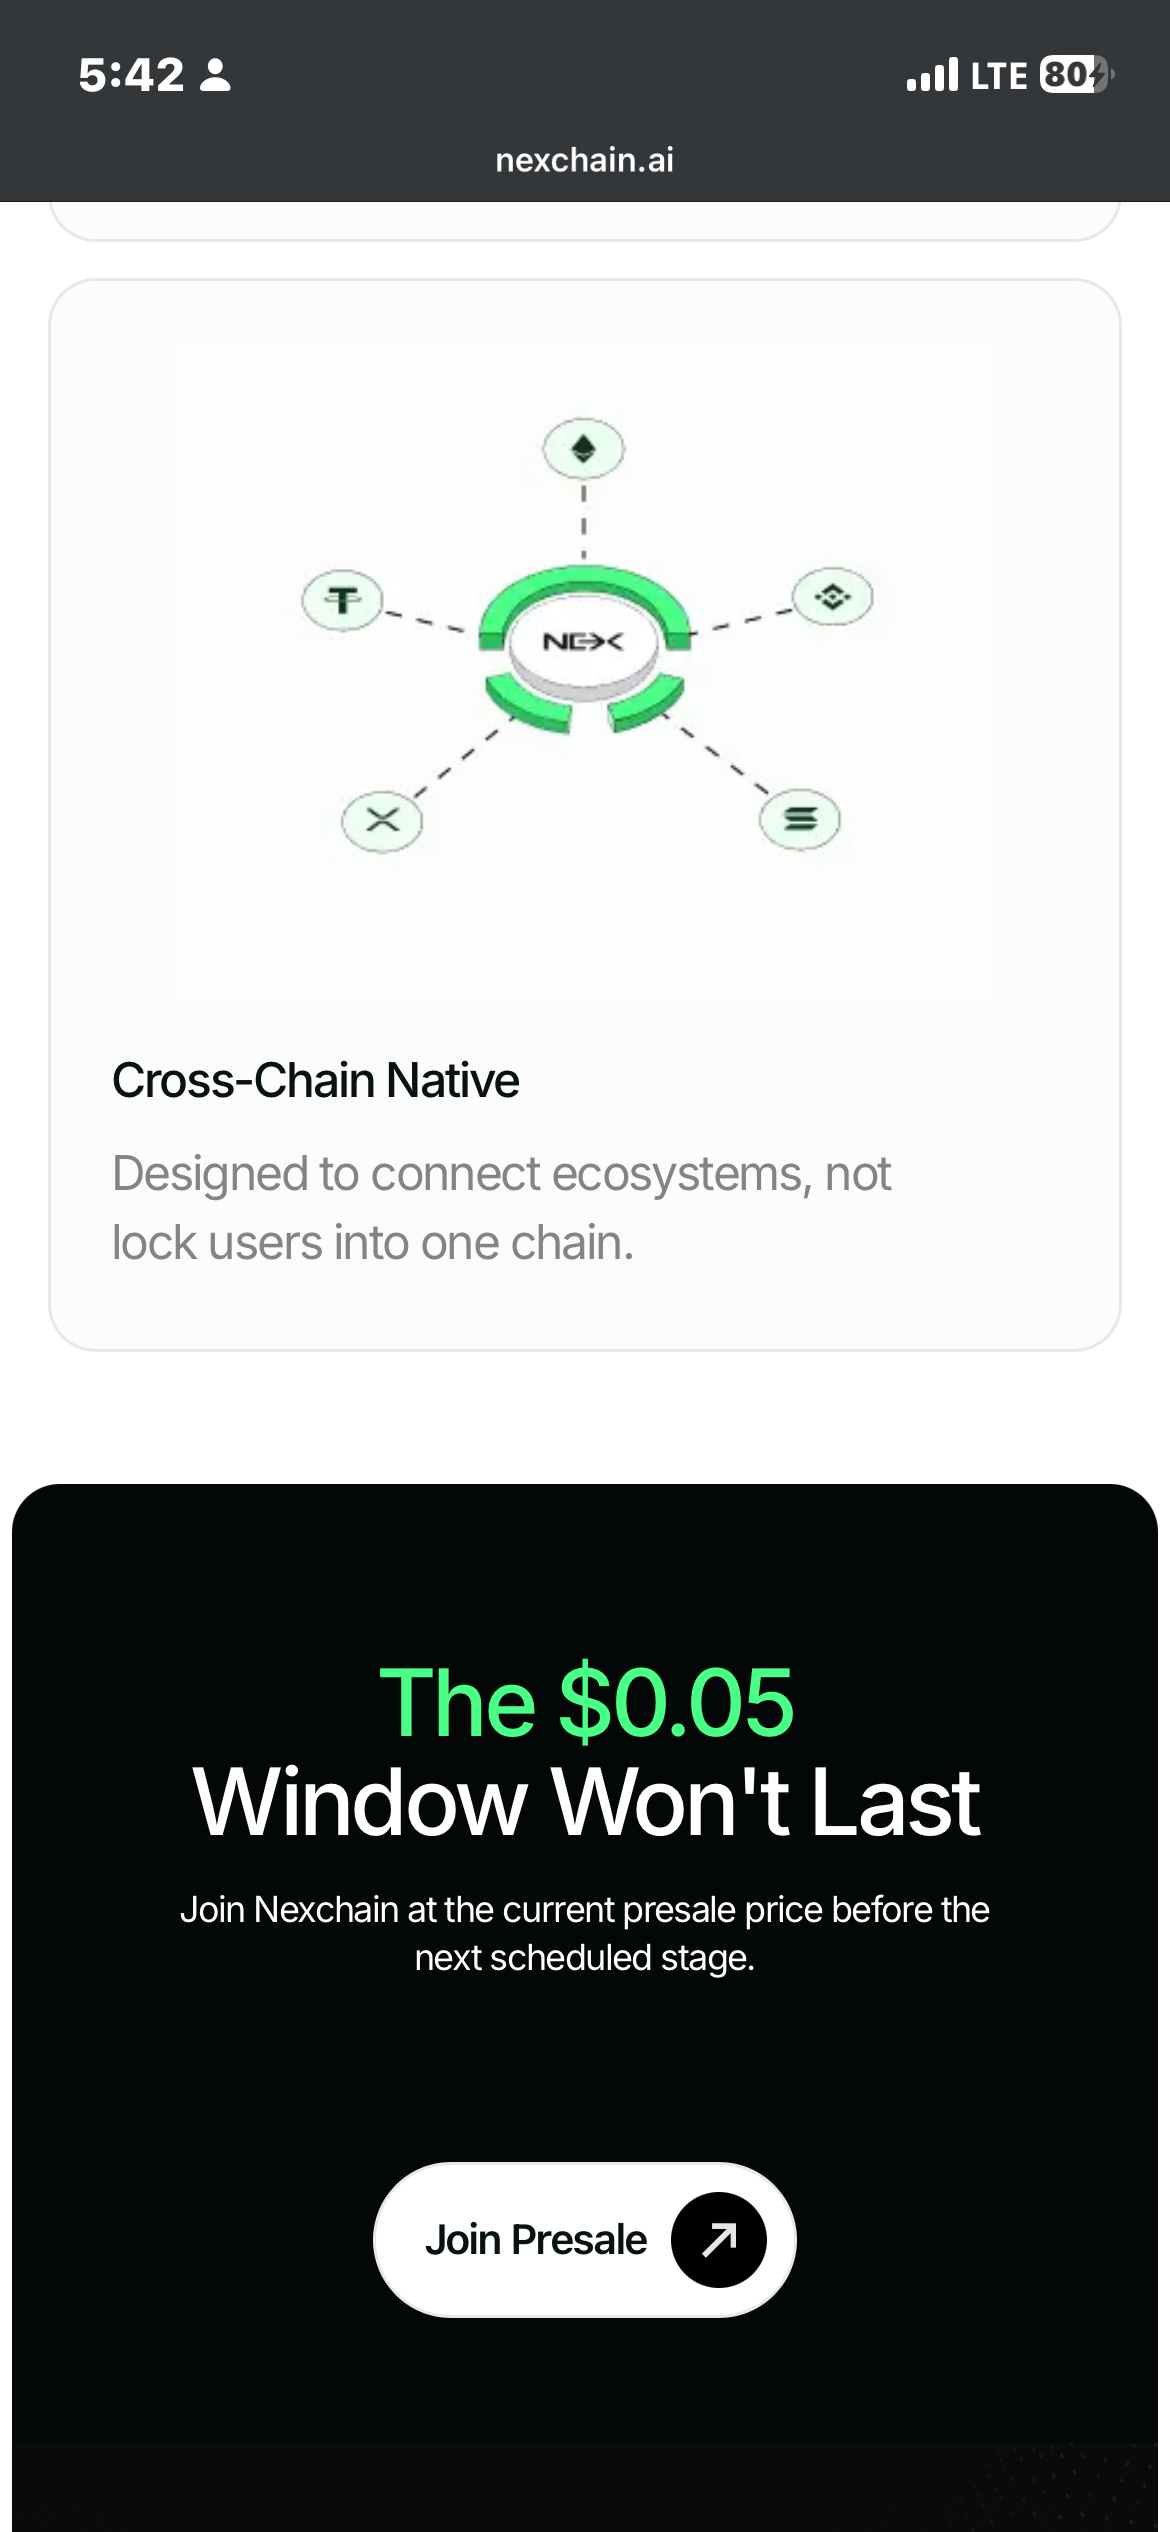 5:42
LTE
80
nexchain.ai
NEX
Cross-Chain Native
Designed to connect ecosystems, not
lock users into one chain.
The $0.05
Window Won't Last
Join Nexchain at the current presale price before the
next scheduled stage.
Join Presale